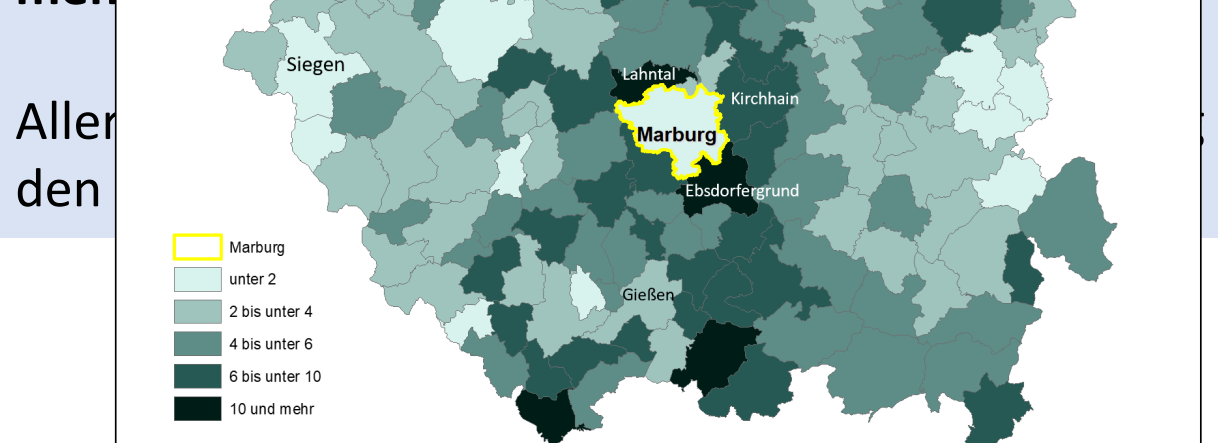 Siegen
Lahntal
Kirchhain
Marburg
Aller
den
Ebsdorfergrund
Marburg
unter 2
Gießen
2 bis unter 4
4 bis unter 6
6 bis unter 10
10 und mehr